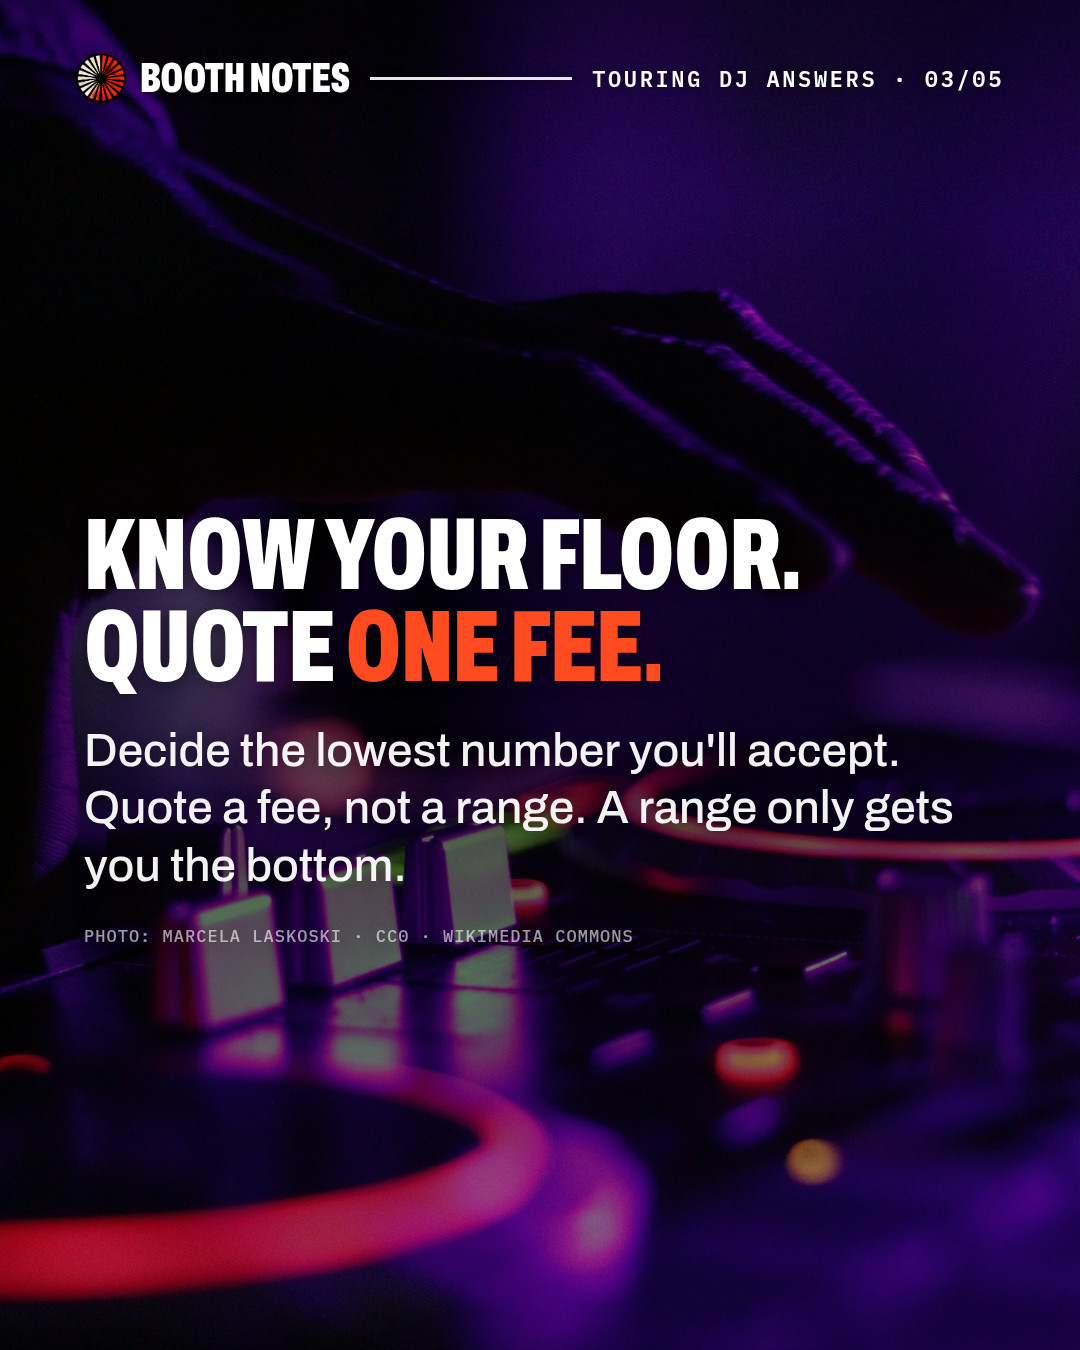 BOOTH NOTES
TOURING DJ ANSWERS · 03/05
KNOW YOUR FLOOR.
QUOTE ONE FEE.
Decide the lowest number you'll accept.
Quote a fee, not a range. A range only gets
you the bottom.
PHOTO: MARCELA LASKOSKI · CC0 · WIKIMEDIA COMMONS